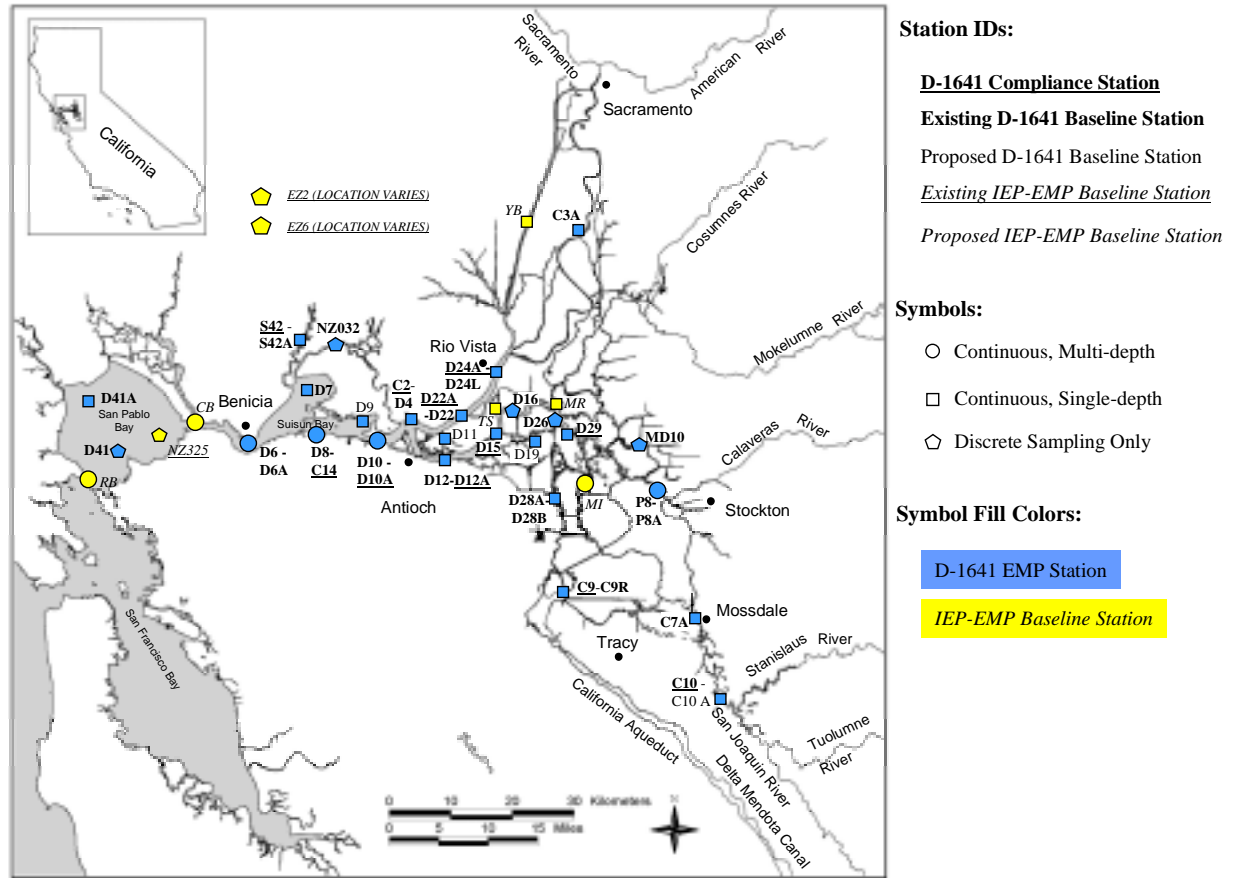 Station IDs:
D-1641 Compliance Station
Existing D-1641 Baseline Station
Proposed D-1641 Baseline Station
Existing IEP-EMP Baseline Station
Proposed IEP-EMP Baseline Station
Symbols:
Continuous, Multi-depth
Continuous, Single-depth
Discrete Sampling Only
Symbol Fill Colors:
D-1641 EMP Station
IEP-EMP Baseline Station
California
EZ2 (LOCATION VARIES)
EZ6 (LOCATION VARIES)
Sacramento
River
American River
Sacramento
YB
C3A
Cosumnes River
Mokelumne River
S42 -
S42A
NZ032
Rio Vista
D24A -
D24L
D41A
San Pablo
Bay
CB
Benicia
D7
Suisun Bay
D9
C2-
D4
D22A
-D22
TS
D16
MR
D26
D11
D15
D19
D29
MD10
Calaveras River
D41
NZ325
RB
D6 -
D6A
D8-
C14
D10 -
D10A
Antioch
D12-D12A
D28A-
D28B
MI
P8-
P8A
Stockton
San Francisco Bay
C9-C9R
C7A
Mossdale
Tracy
Stanislaus River
C10 -
C10 A
Tuolumne
River
California Aqueduct
Delta Mendota Canal
San Joaquin River
0 10 20 30 Kilometers
0 5 10 15 Miles
N